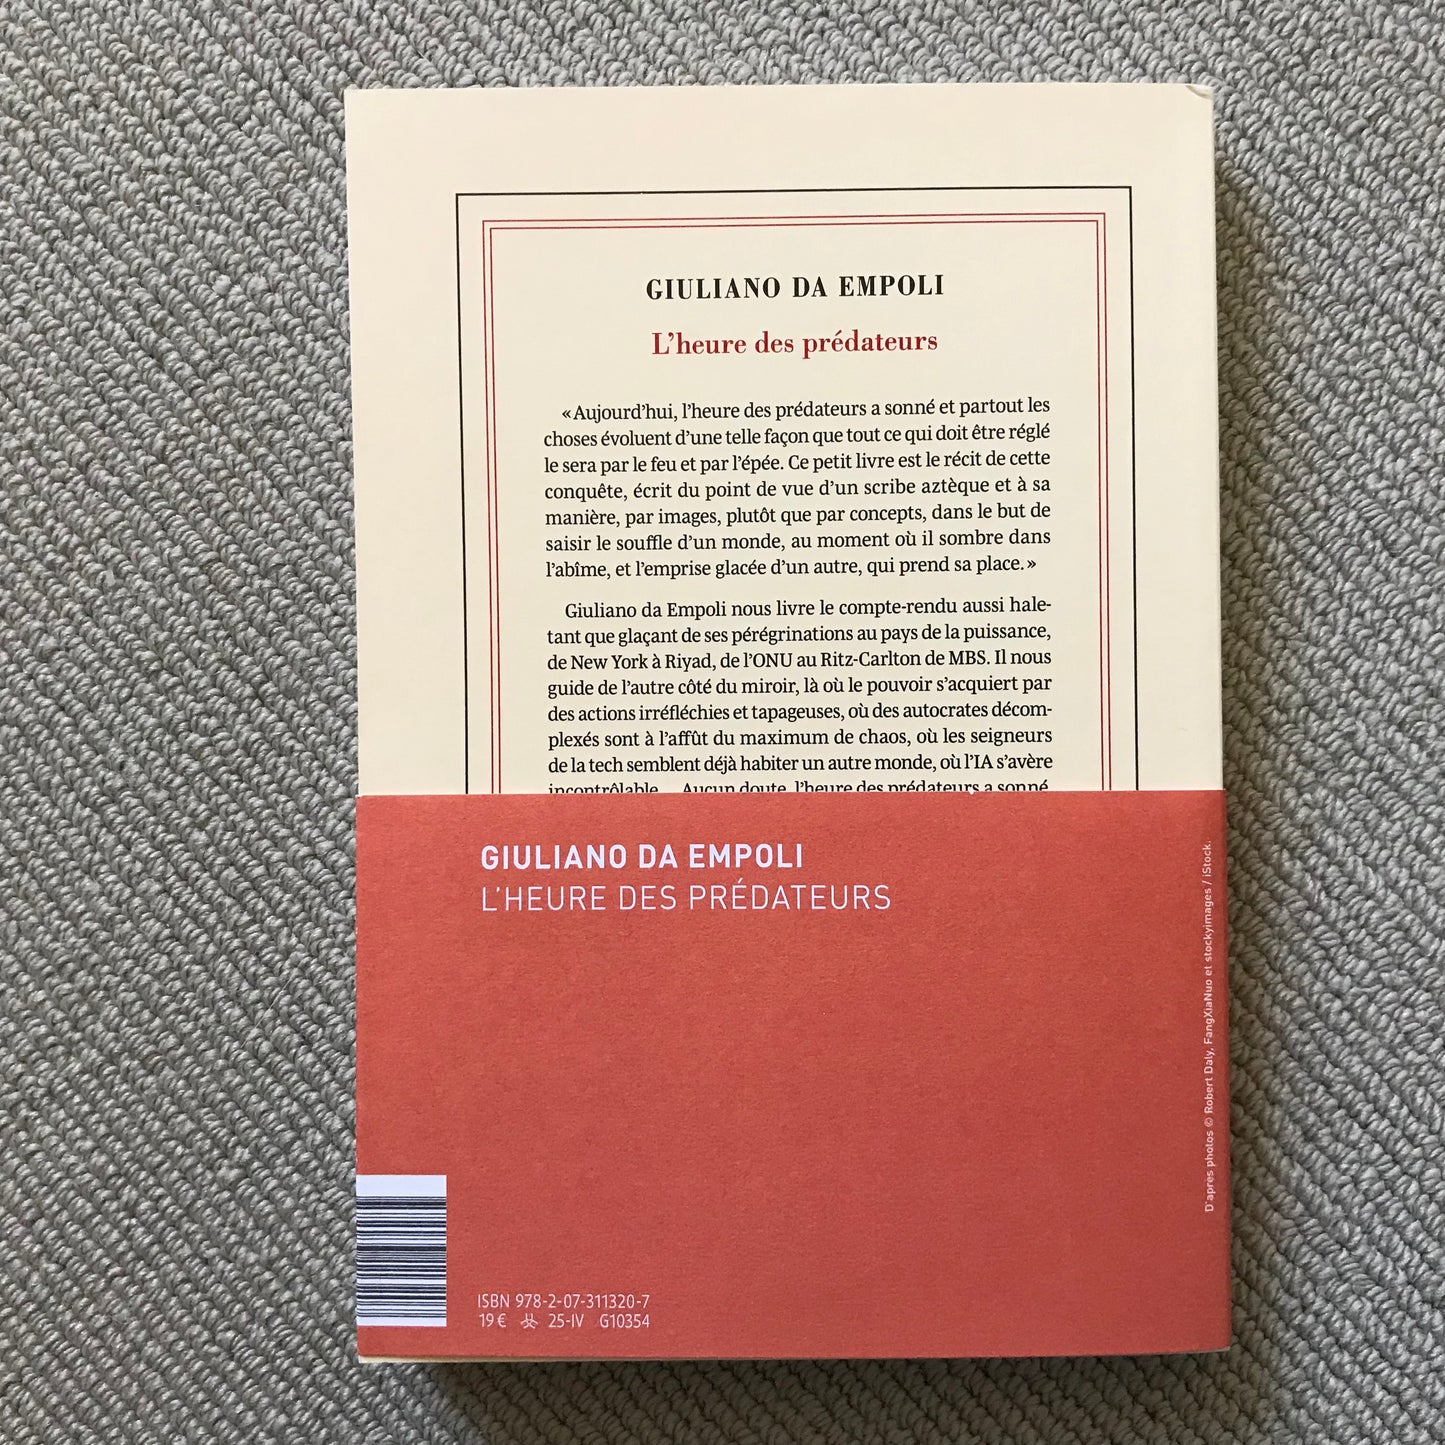 GIULIANO DA EMPOLI
L’heure des prédateurs
« Aujourd’hui, l’heure des prédateurs a sonné et partout les
choses évoluent d’une telle façon que tout ce qui doit être réglé
le sera par le feu et par l’épée. Ce petit livre est le récit de cette
conquête, écrit du point de vue d’un scribe aztèque et à sa
manière, par images, plutôt que par concepts, dans le but de
saisir le souffle d’un monde, au moment où il sombre dans
l’abîme, et l’emprise glacée d’un autre, qui prend sa place. »
Giuliano da Empoli nous livre le compte-rendu aussi hale-
tant que glaçant de ses pérégrinations au pays de la puissance,
de New York à Riyad, de l’ONU au Ritz-Carlton de MBS. Il nous
guide de l’autre côté du miroir, là où le pouvoir s’acquiert par
des actions irréfléchies et tapageuses, où des autocrates décom-
plexés sont à l’affût du maximum de chaos, où les seigneurs
de la tech semblent déjà habiter un autre monde, où l’IA s’avère
incontrôlable… Aucun doute, l’heure des prédateurs a sonné.
GIULIANO DA EMPOLI
L’HEURE DES PRÉDATEURS
ISBN 978-2-07-311320-7
19 € 25-IV G10354
D'apres photos © Robert Daly, FangXiaNuo et stockyimages / iStock.